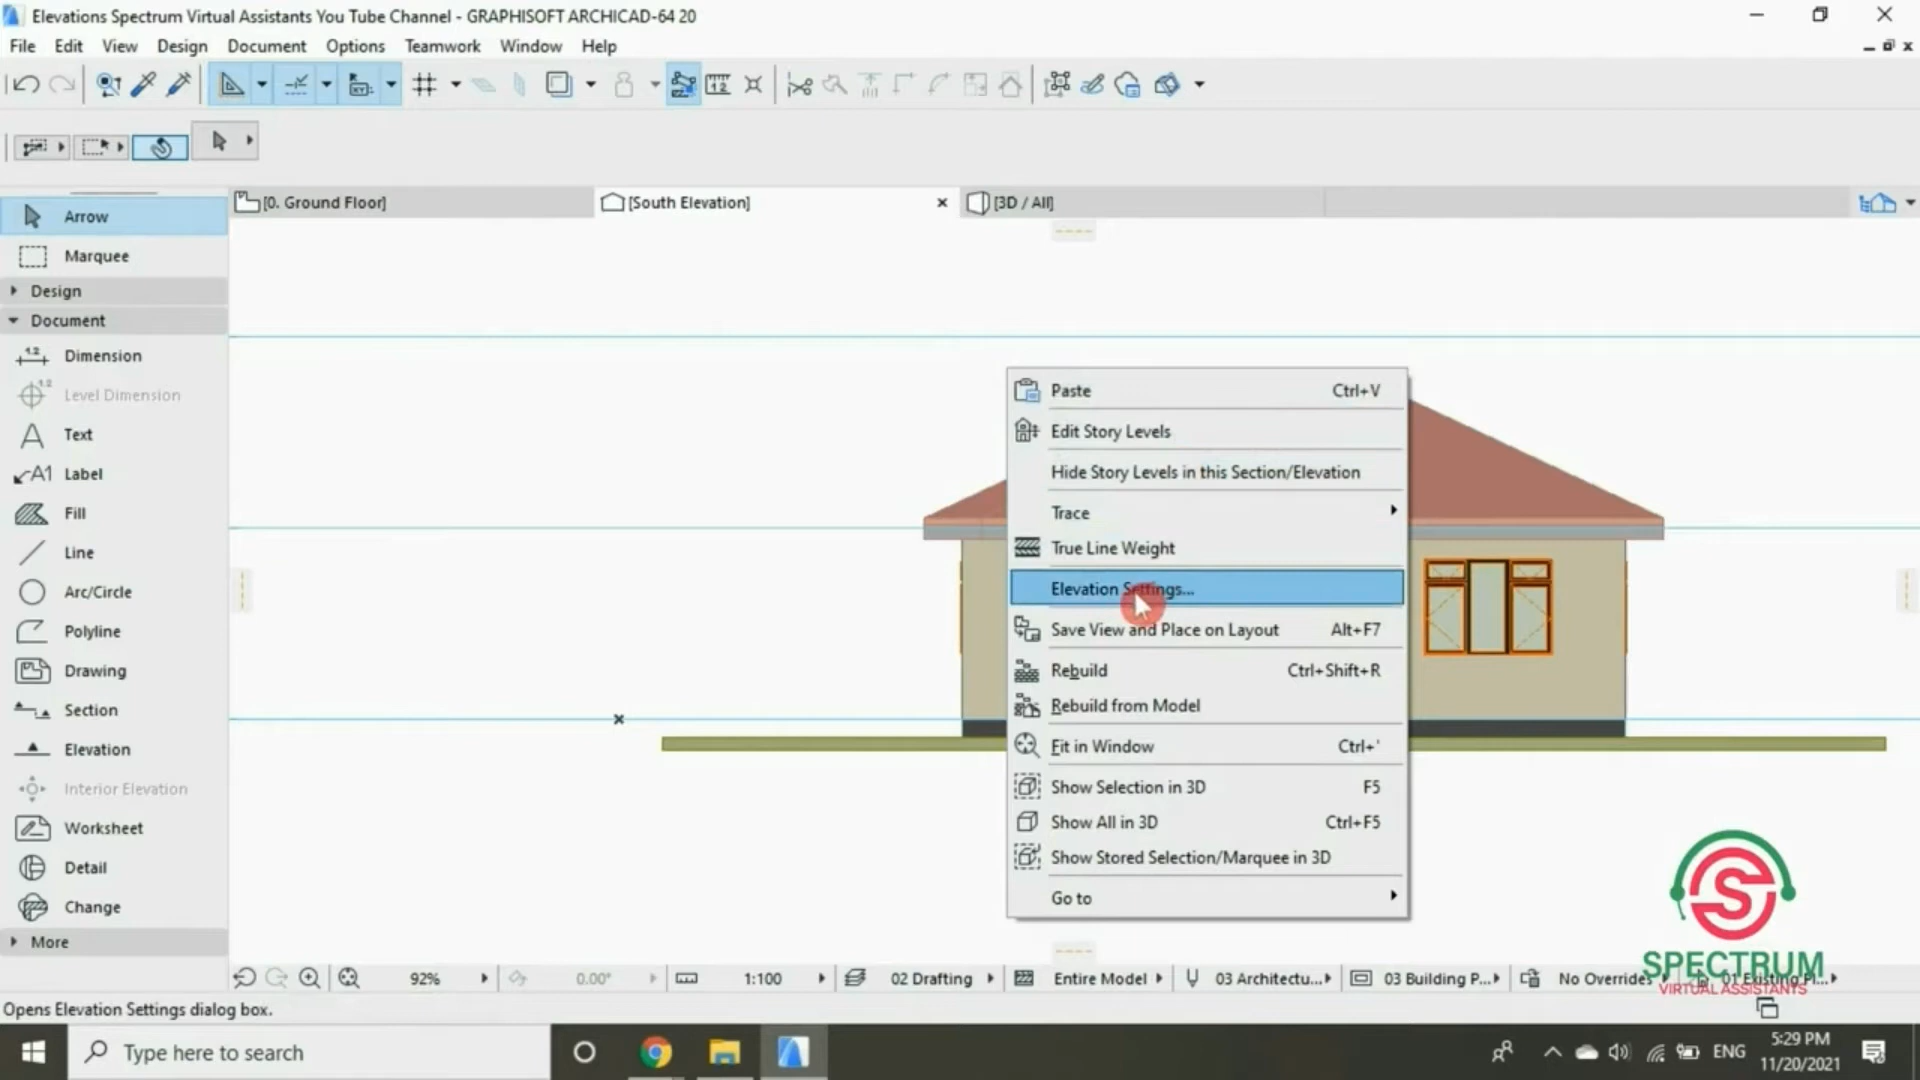 Elevations Spectrum Virtual Assistants You Tube Channel - GRAPHISOFT ARCHICAD-64 20
File Edit View Design Document Options Teamwork Window Help
[0. Ground Floor] [South Elevation] [3D / All]
Arrow
Marquee
Design
Document
Dimension
Level Dimension
Text
Label
Fill
Line
Arc/Circle
Polyline
Drawing
Section
Elevation
Interior Elevation
Worksheet
Detail
Change
More
Paste Ctrl+V
Edit Story Levels
Hide Story Levels in this Section/Elevation
Trace
True Line Weight
Elevation Settings...
Save View and Place on Layout Alt+F7
Rebuild Ctrl+Shift+R
Rebuild from Model
Fit in Window Ctrl+'
Show Selection in 3D F5
Show All in 3D Ctrl+F5
Show Stored Selection/Marquee in 3D
Go to
SPECTRUM
VIRTUAL ASSISTANTS
92% 0.00° 1:100 02 Drafting Entire Model 03 Architectu... 03 Building P... No Overrides 01 Existing Pl...
Opens Elevation Settings dialog box.
Type here to search
ENG
5:29 PM
11/20/2021